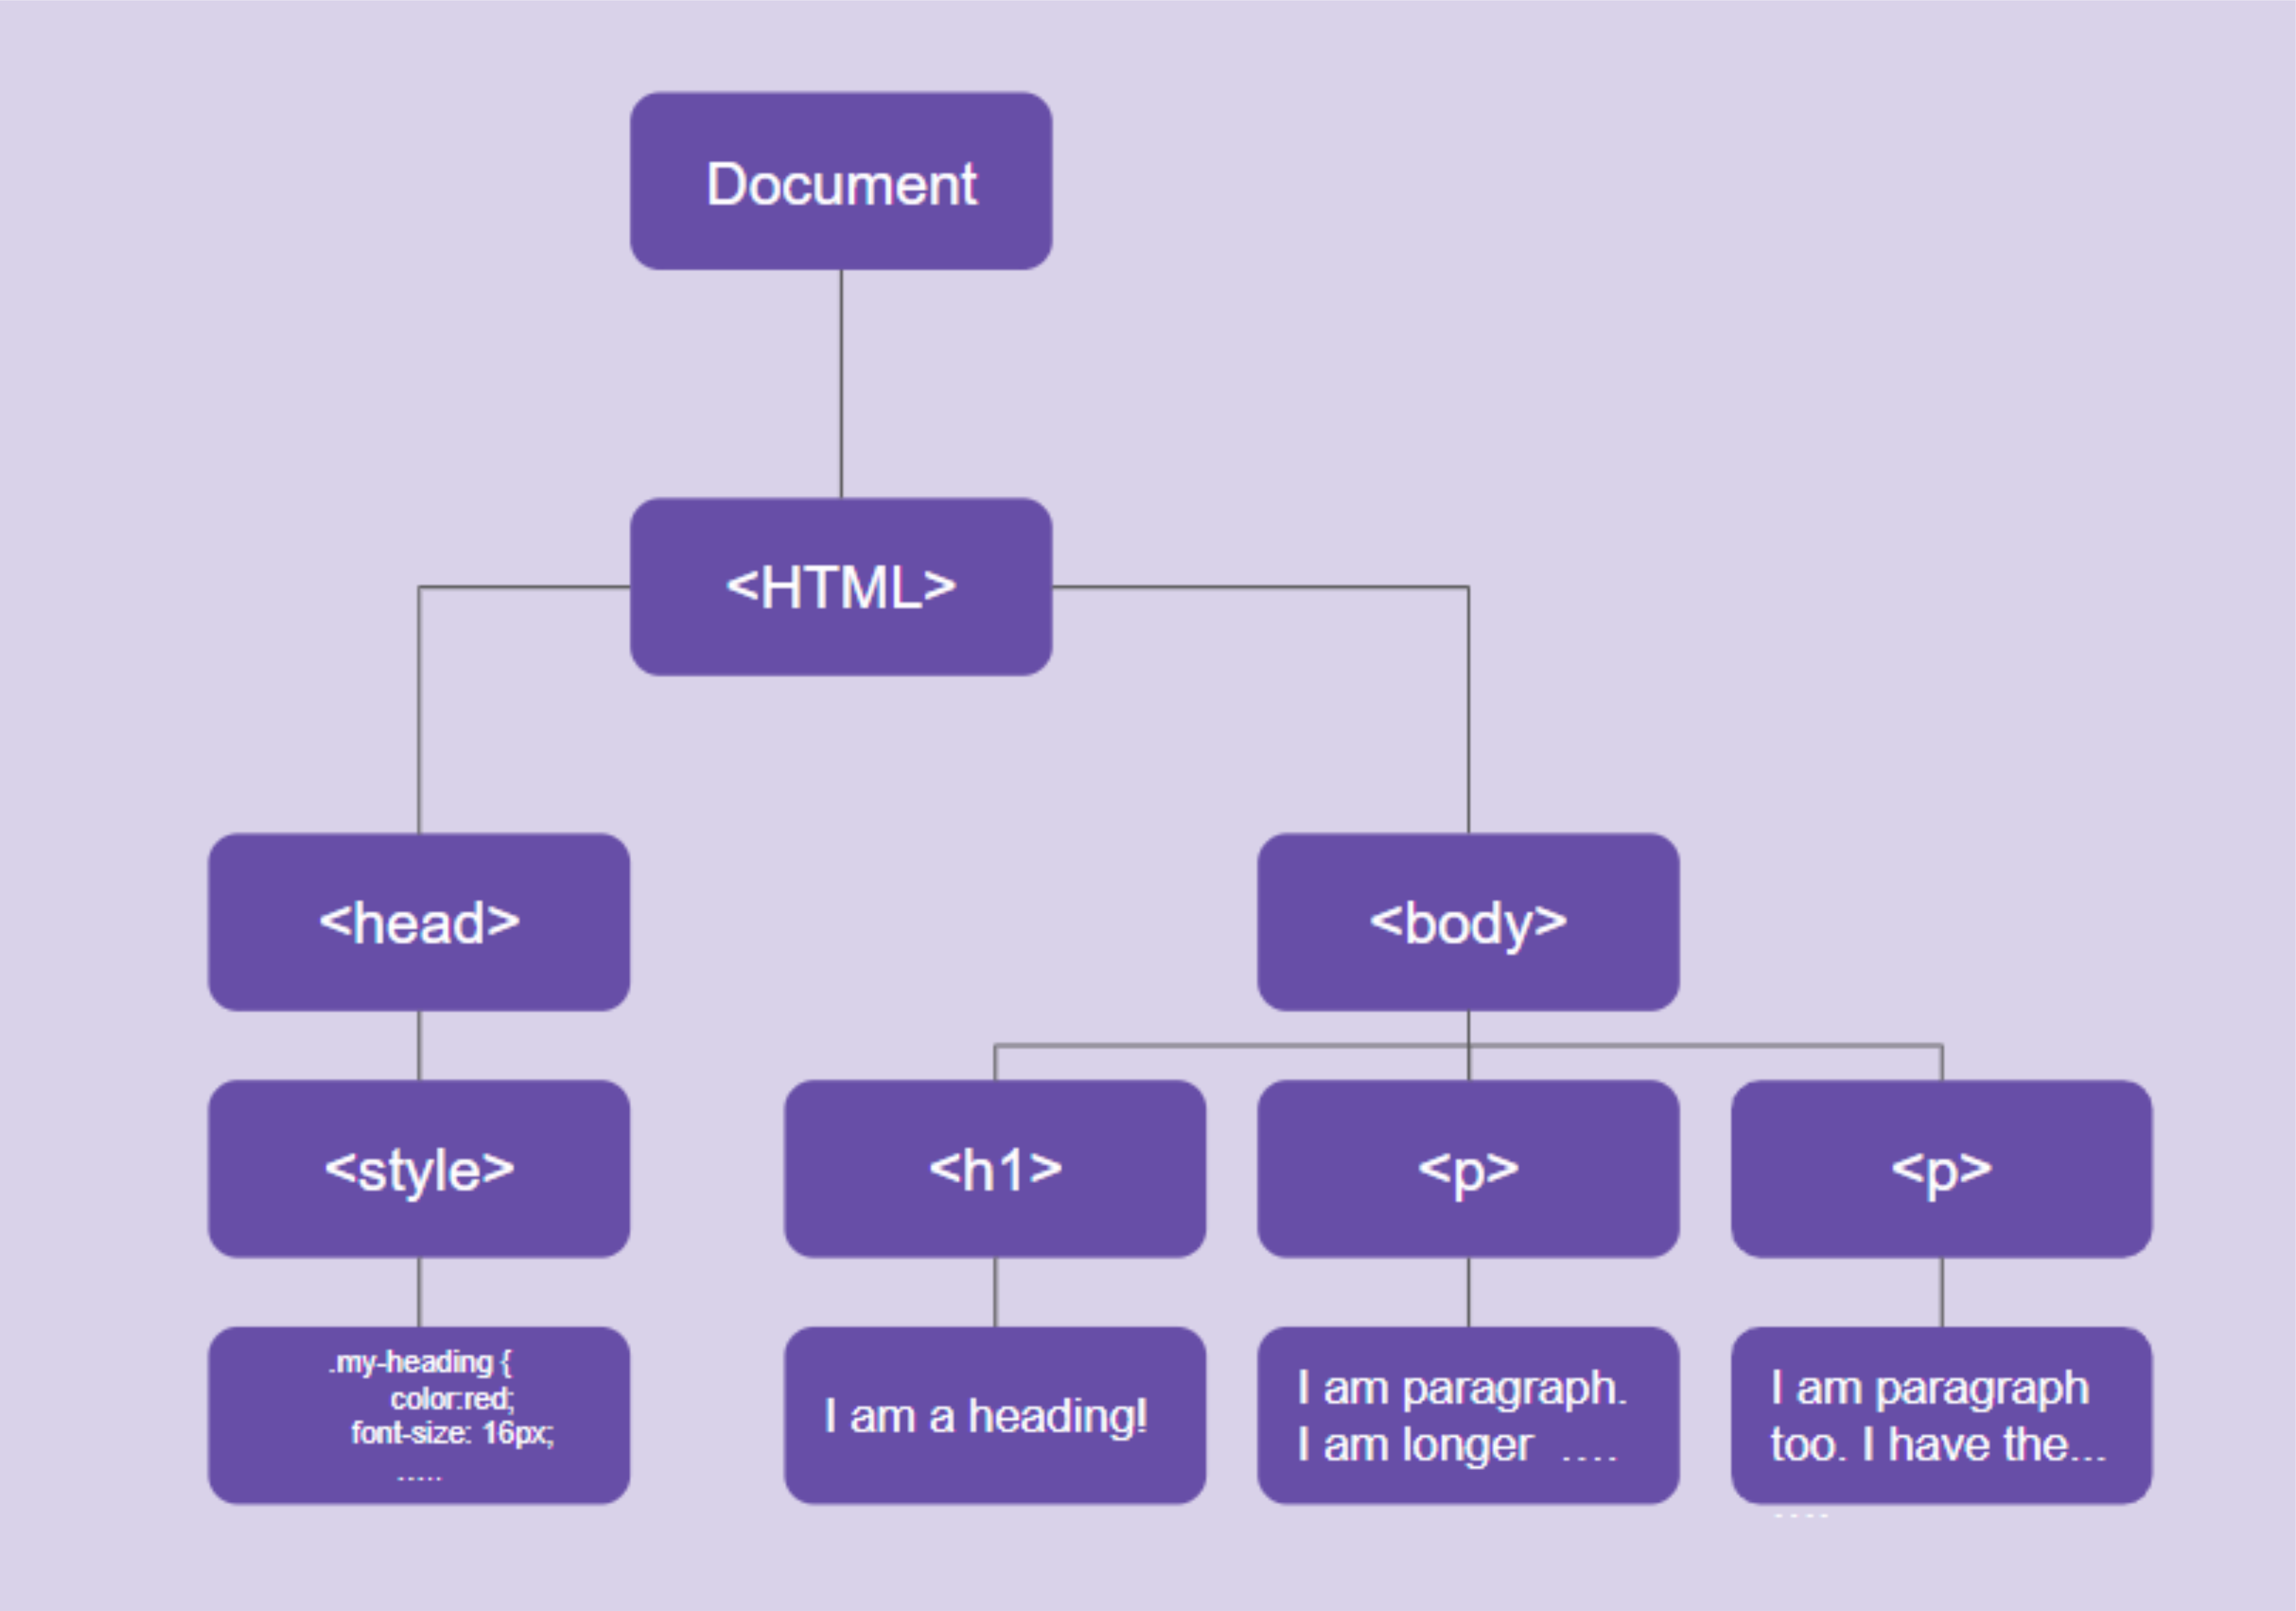 Document
<HTML>
<head>
<body>
<style>
<h1>
<p>
<p>
.my-heading {
color:red;
font-size: 16px;
.....
I am a heading!
I am paragraph.
I am longer ....
I am paragraph
too. I have the...
....